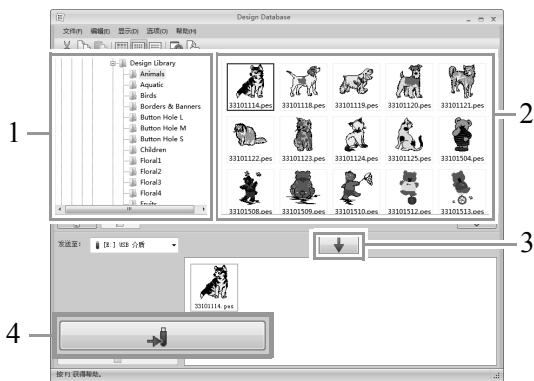 Design Database
文件(F) 编辑(E) 显示(D) 选项(O) 帮助(H)
Design Library
Animals
Aquatic
Birds
Borders & Banners
Button Hole L
Button Hole M
Button Hole S
Children
Floral1
Floral2
Floral3
Floral4
Fruits
33101114.pes 33101118.pes 33101119.pes 33101120.pes 33101121.pes
33101122.pes 33101123.pes 33101124.pes 33101125.pes 33101504.pes
33101508.pes 33101509.pes 33101510.pes 33101512.pes 33101513.pes
1
2
3
发送至: [E:] USB 介质
33101114.pes
4
按 F1 获得帮助。